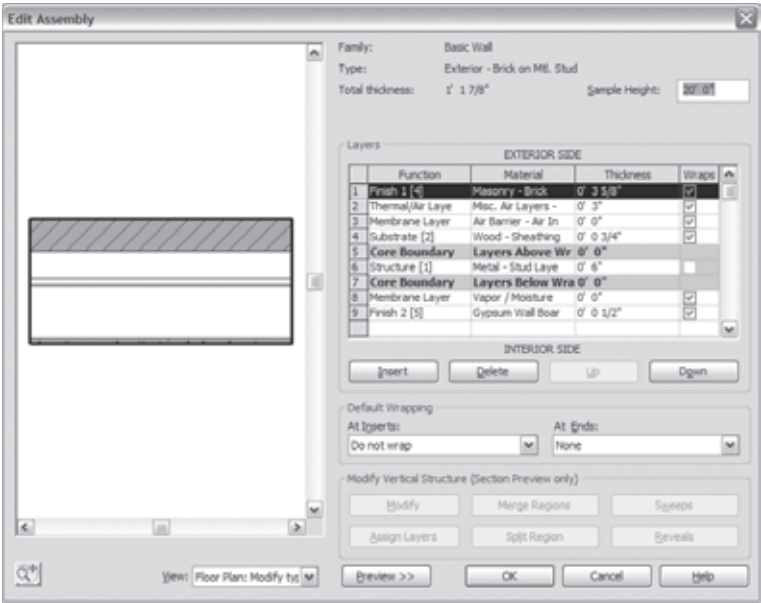 Edit Assembly
Family: Basic Wall
Type: Exterior - Brick on Mtl. Stud
Total thickness: 1' 1 7/8" Sample Height: 20' 0"
Layers
EXTERIOR SIDE
Function Material Thickness Wraps
1 Finish 1 [4] Masonry - Brick 0' 3 5/8"
2 Thermal/Air Laye Misc. Air Layers - 0' 3"
3 Membrane Layer Air Barrier - Air In 0' 0"
4 Substrate [2] Wood - Sheathing 0' 0 3/4"
5 Core Boundary Layers Above Wr 0' 0"
6 Structure [1] Metal - Stud Laye 0' 6"
7 Core Boundary Layers Below Wra 0' 0"
8 Membrane Layer Vapor / Moisture 0' 0"
9 Finish 2 [5] Gypsum Wall Boar 0' 0 1/2"
INTERIOR SIDE
Insert Delete Up Down
Default Wrapping
At Inserts: At Ends:
Do not wrap None
Modify Vertical Structure (Section Preview only)
Modify Merge Regions Sweeps
Assign Layers Split Region Reveals
View: Floor Plan: Modify typ Preview >> OK Cancel Help